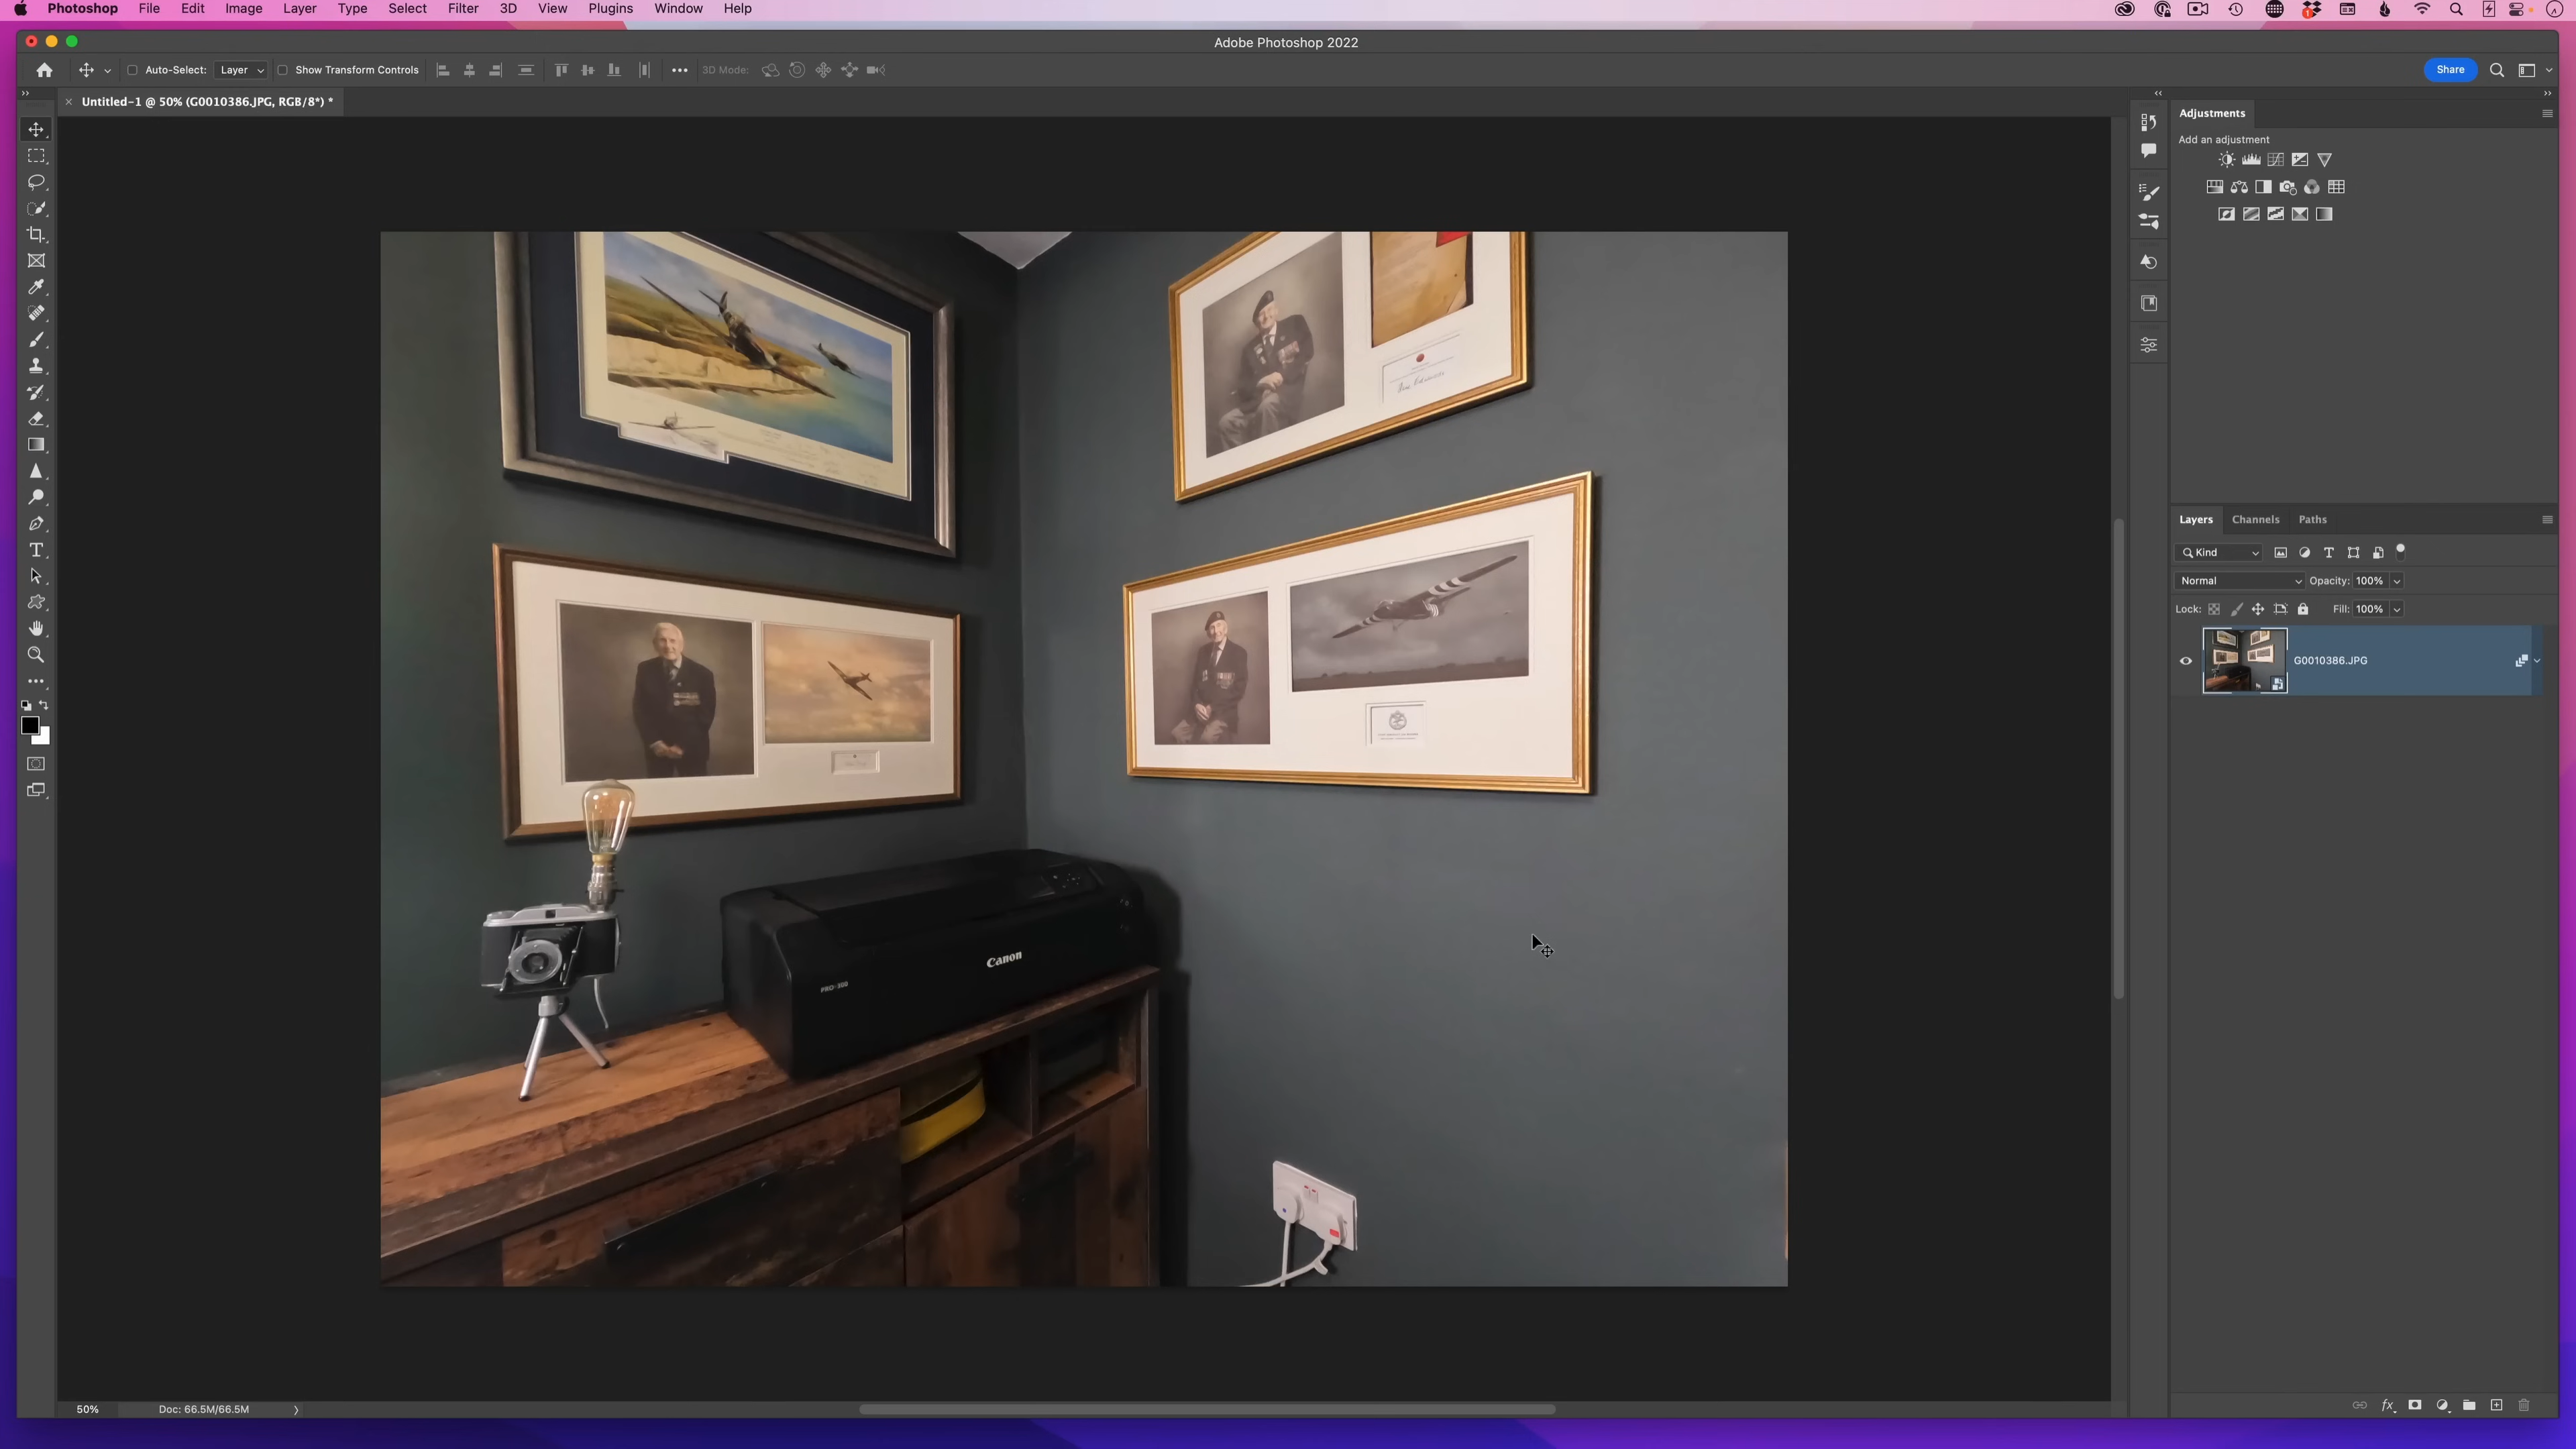 Photoshop File Edit Image Layer Type Select Filter 3D View Plugins Window Help
Adobe Photoshop 2022
Auto-Select: Layer Show Transform Controls 3D Mode: Share
Untitled-1 @ 50% (G0010386.JPG, RGB/8*) *
Adjustments
Add an adjustment
Layers Channels Paths
Kind
Normal Opacity: 100%
Lock: Fill: 100%
G0010386.JPG
Canon
PRO-300
50% Doc: 66.5M/66.5M